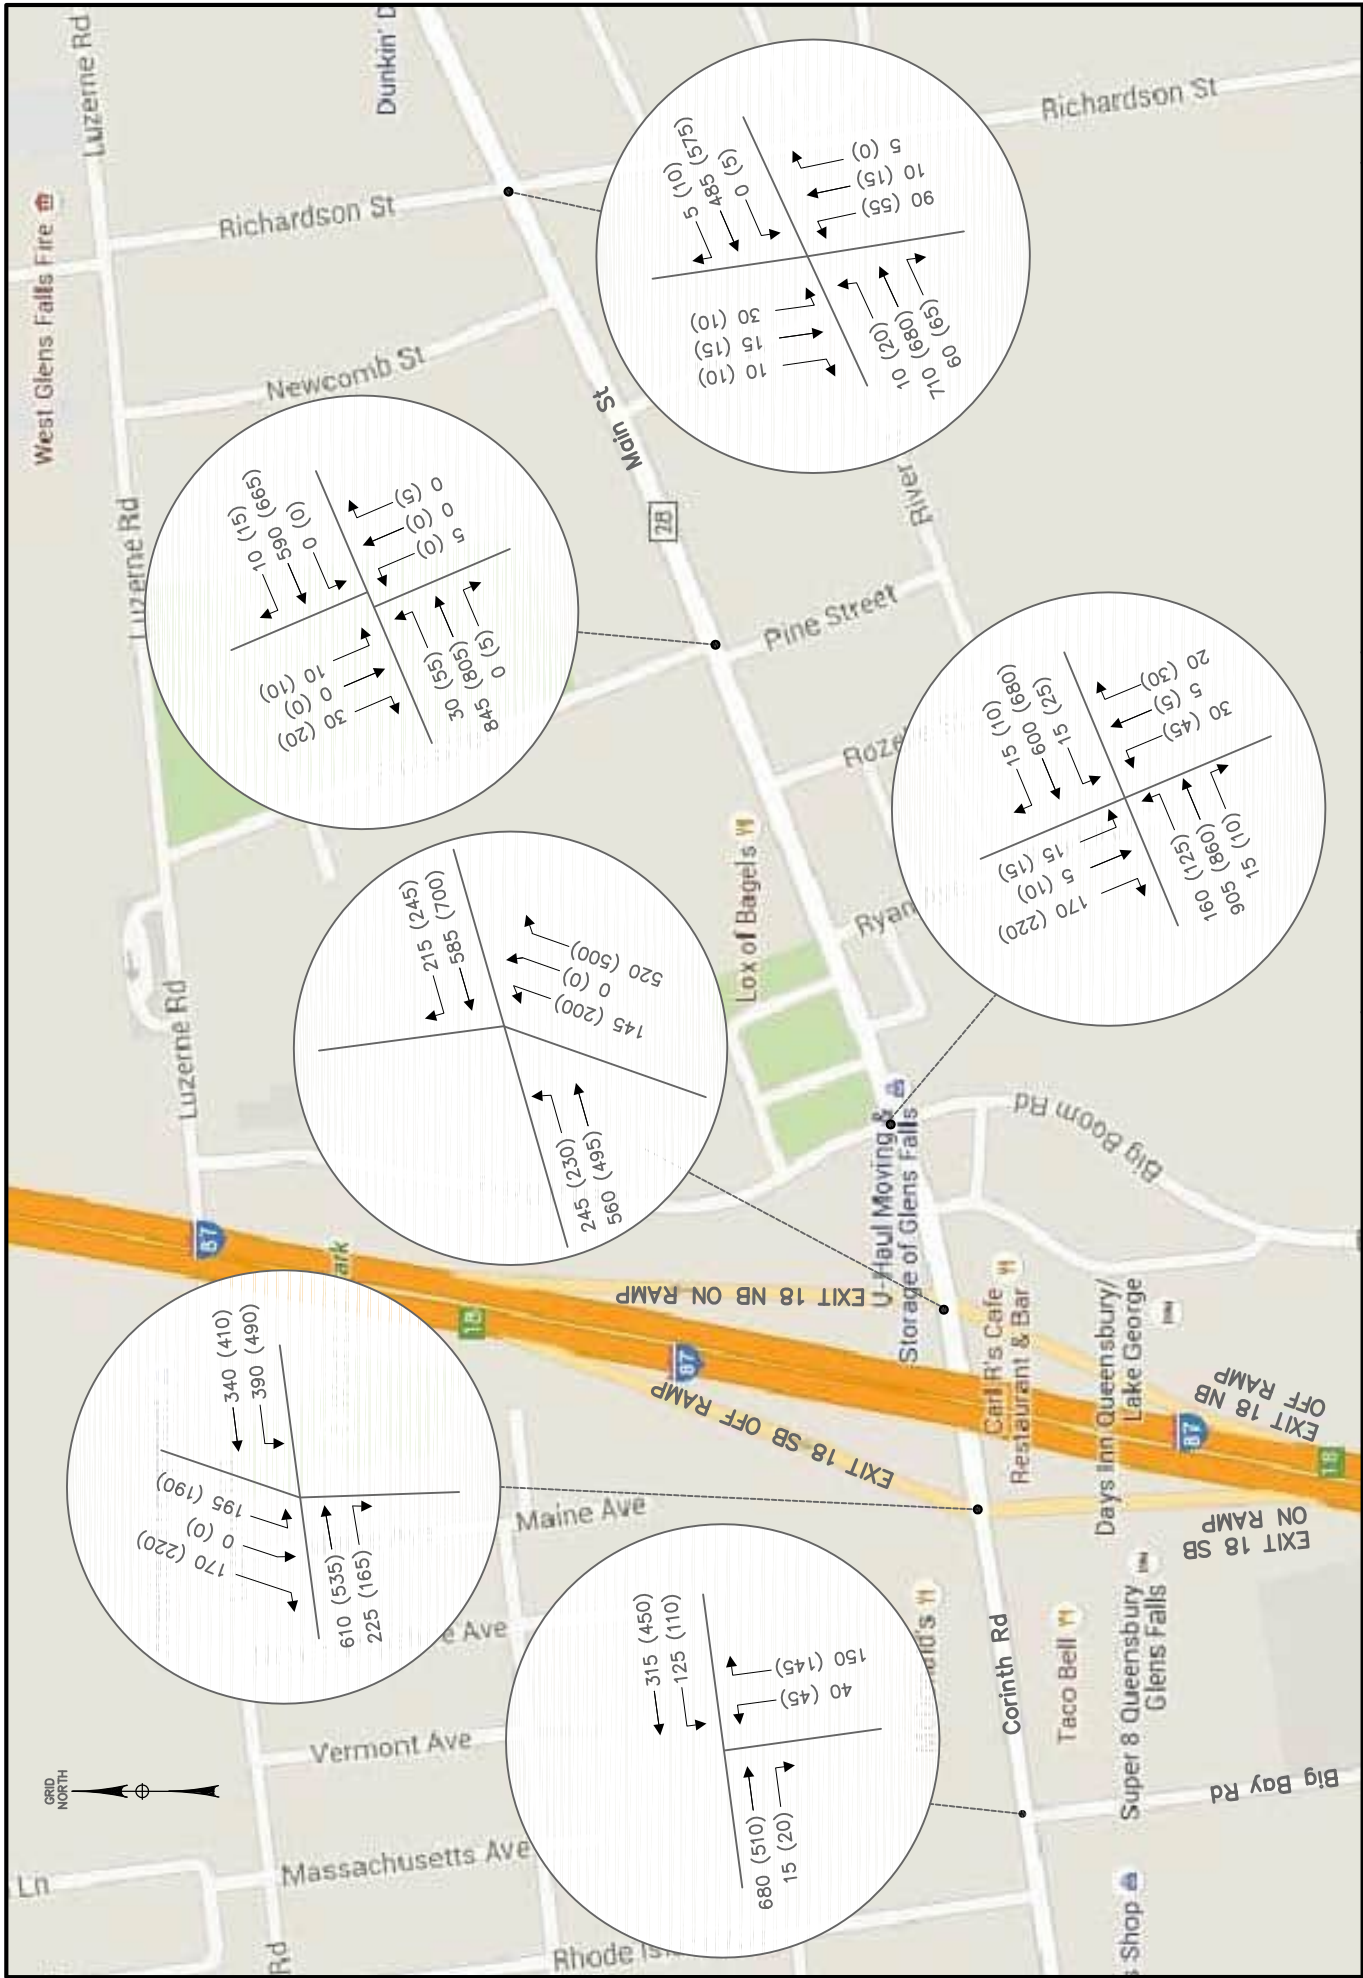 GRID
NORTH
Luzerne Rd
West Glens Falls Fire
Dunkin' D
Richardson St
Richardson St
Newcomb St
Main St
28
River
Luzerne Rd
Pine Street
Luzerne Rd
Lox of Bagels
Ryan
U-Haul Moving &
Storage of Glens Falls
Big Boom Rd
87
18
87
EXIT 18 NB ON RAMP
EXIT 18 SB OFF RAMP
Carl R's Cafe
Restaurant & Bar
Days Inn Queensbury/
Lake George
EXIT 18 NB
OFF RAMP
87
18
EXIT 18 SB
ON RAMP
Maine Ave
e Ave
Vermont Ave
Massachusetts Ave
Ln
Rd
Corinth Rd
Taco Bell
Super 8 Queensbury
Glens Falls
Big Bay Rd
s Shop
5 (10)
485 (575)
0 (5)
5 (0)
10 (15)
90 (55)
30 (10)
15 (15)
10 (10)
10 (20)
710 (680)
60 (65)
10 (15)
590 (665)
0 (0)
0 (5)
0 (0)
5 (0)
10 (10)
0 (0)
30 (20)
30 (55)
845 (805)
0 (5)
15 (10)
600 (680)
15 (25)
20 (30)
5 (5)
30 (45)
15 (15)
5 (10)
170 (220)
160 (125)
905 (860)
15 (10)
215 (245)
585 (700)
520 (500)
0 (0)
145 (200)
245 (230)
560 (495)
340 (410)
390 (490)
195 (190)
0 (0)
170 (220)
610 (535)
225 (165)
315 (450)
125 (110)
150 (145)
40 (45)
680 (510)
15 (20)